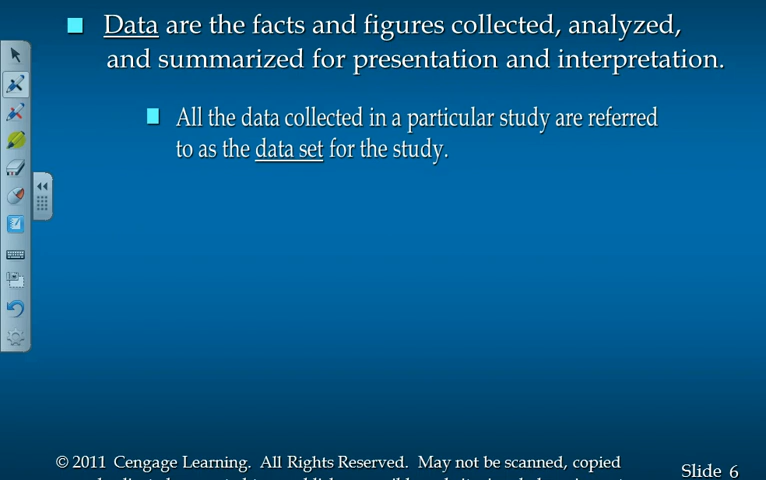 Data are the facts and figures collected, analyzed,
and summarized for presentation and interpretation.
All the data collected in a particular study are referred
to as the data set for the study.
© 2011 Cengage Learning. All Rights Reserved. May not be scanned, copied
Slide 6